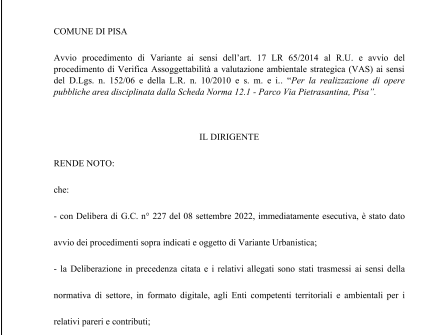 COMUNE DI PISA
Avvio procedimento di Variante ai sensi dell'art. 17 LR 65/2014 al R.U. e avvio del
procedimento di Verifica Assoggettabilità a valutazione ambientale strategica (VAS) ai sensi
del D.Lgs. n. 152/06 e della L.R. n. 10/2010 e s. m. e i.. “Per la realizzazione di opere
pubbliche area disciplinata dalla Scheda Norma 12.1 - Parco Via Pietrasantina, Pisa”.
IL DIRIGENTE
RENDE NOTO:
che:
- con Delibera di G.C. n° 227 del 08 settembre 2022, immediatamente esecutiva, è stato dato
avvio dei procedimenti sopra indicati e oggetto di Variante Urbanistica;
- la Deliberazione in precedenza citata e i relativi allegati sono stati trasmessi ai sensi della
normativa di settore, in formato digitale, agli Enti competenti territoriali e ambientali per i
relativi pareri e contributi;